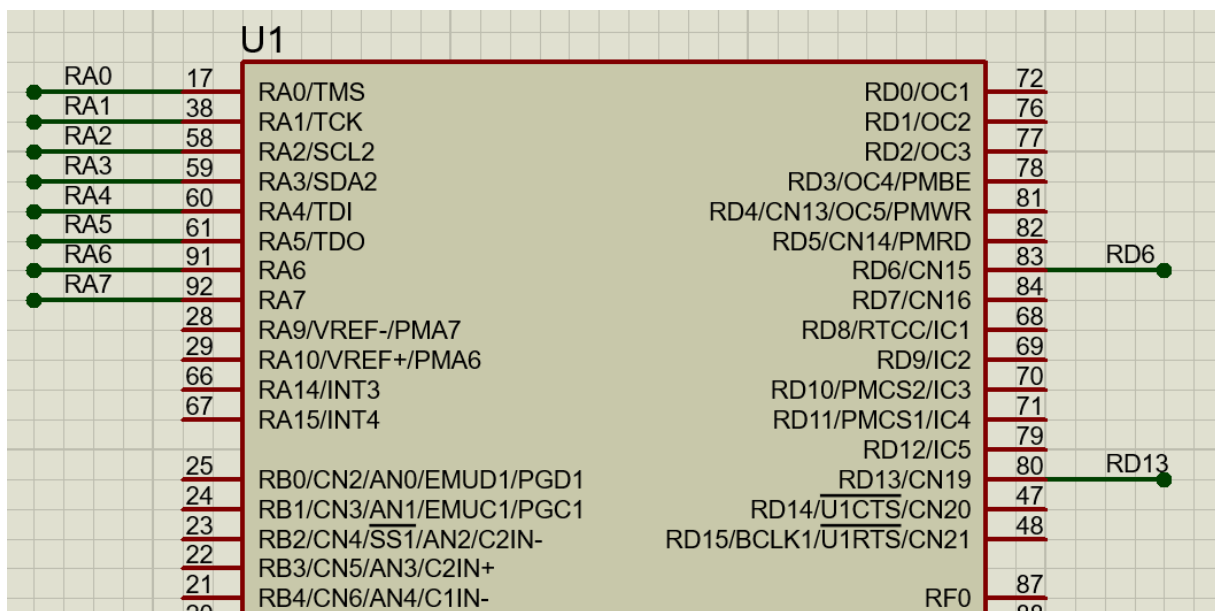 U1
RA0 17 RA0/TMS RD0/OC1 72
RA1 38 RA1/TCK RD1/OC2 76
RA2 58 RA2/SCL2 RD2/OC3 77
RA3 59 RA3/SDA2 RD3/OC4/PMBE 78
RA4 60 RA4/TDI RD4/CN13/OC5/PMWR 81
RA5 61 RA5/TDO RD5/CN14/PMRD 82
RA6 91 RA6 RD6/CN15 83 RD6
RA7 92 RA7 RD7/CN16 84
28 RA9/VREF-/PMA7 RD8/RTCC/IC1 68
29 RA10/VREF+/PMA6 RD9/IC2 69
66 RA14/INT3 RD10/PMCS2/IC3 70
67 RA15/INT4 RD11/PMCS1/IC4 71
RD12/IC5 79
25 RB0/CN2/AN0/EMUD1/PGD1 RD13/CN19 80 RD13
24 RB1/CN3/AN1/EMUC1/PGC1 RD14/U1CTS/CN20 47
23 RB2/CN4/SS1/AN2/C2IN- RD15/BCLK1/U1RTS/CN21 48
22 RB3/CN5/AN3/C2IN+
21 RB4/CN6/AN4/C1IN- RF0 87